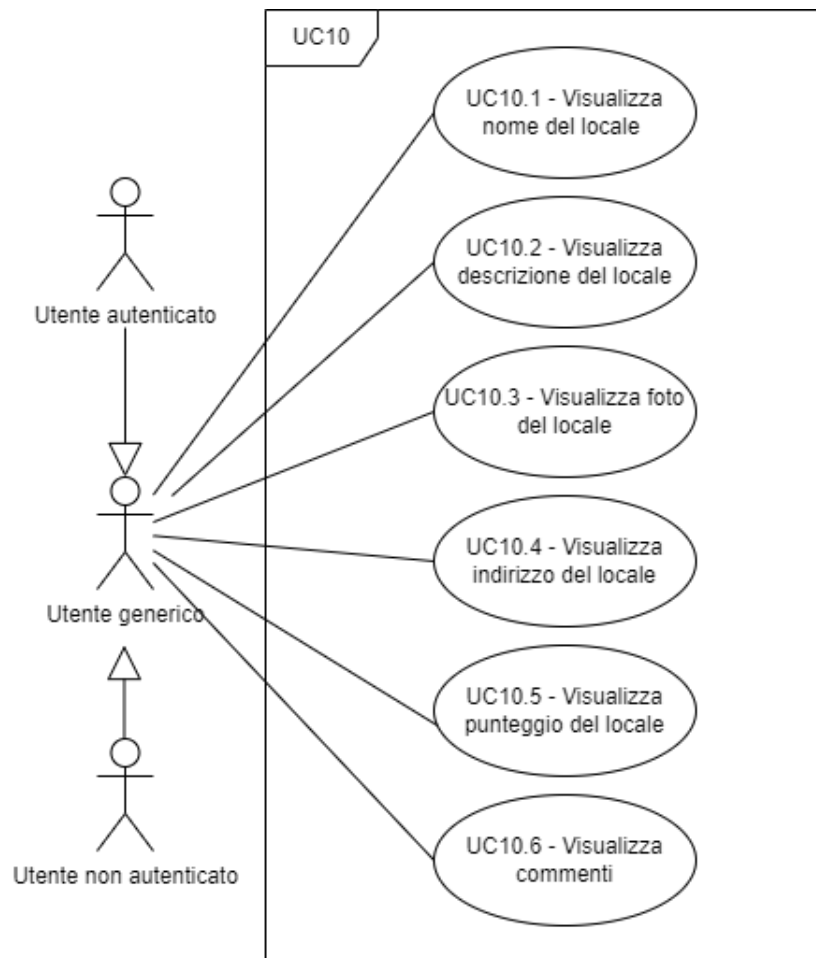 UC10
UC10.1 - Visualizza
nome del locale
UC10.2 - Visualizza
descrizione del locale
Utente autenticato
UC10.3 - Visualizza foto
del locale
UC10.4 - Visualizza
indirizzo del locale
Utente generico
UC10.5 - Visualizza
punteggio del locale
UC10.6 - Visualizza
commenti
Utente non autenticato